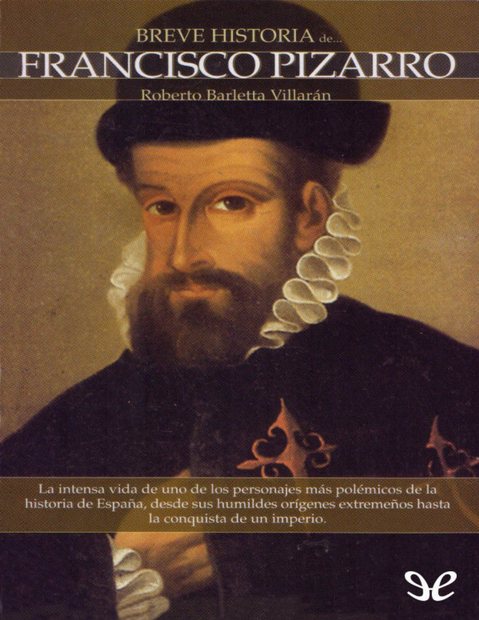 BREVE HISTORIA de...
FRANCISCO PIZARRO
Roberto Barletta Villarán
La intensa vida de uno de los personajes más polémicos de la
historia de España, desde sus humildes orígenes extremeños hasta
la conquista de un imperio.